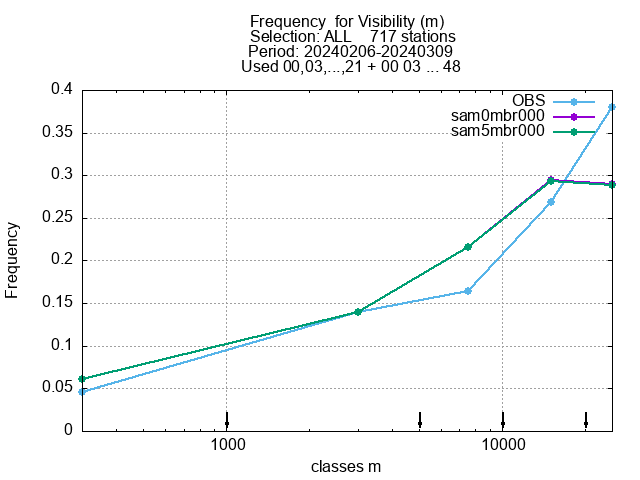 Frequency  for Visibility (m)
Selection: ALL    717 stations
Period: 20240206-20240309
Used 00,03,...,21 + 00 03 ... 48
OBS
sam0mbr000
sam5mbr000
0.4
0.35
0.3
0.25
0.2
0.15
0.1
0.05
0
Frequency
1000
10000
classes m